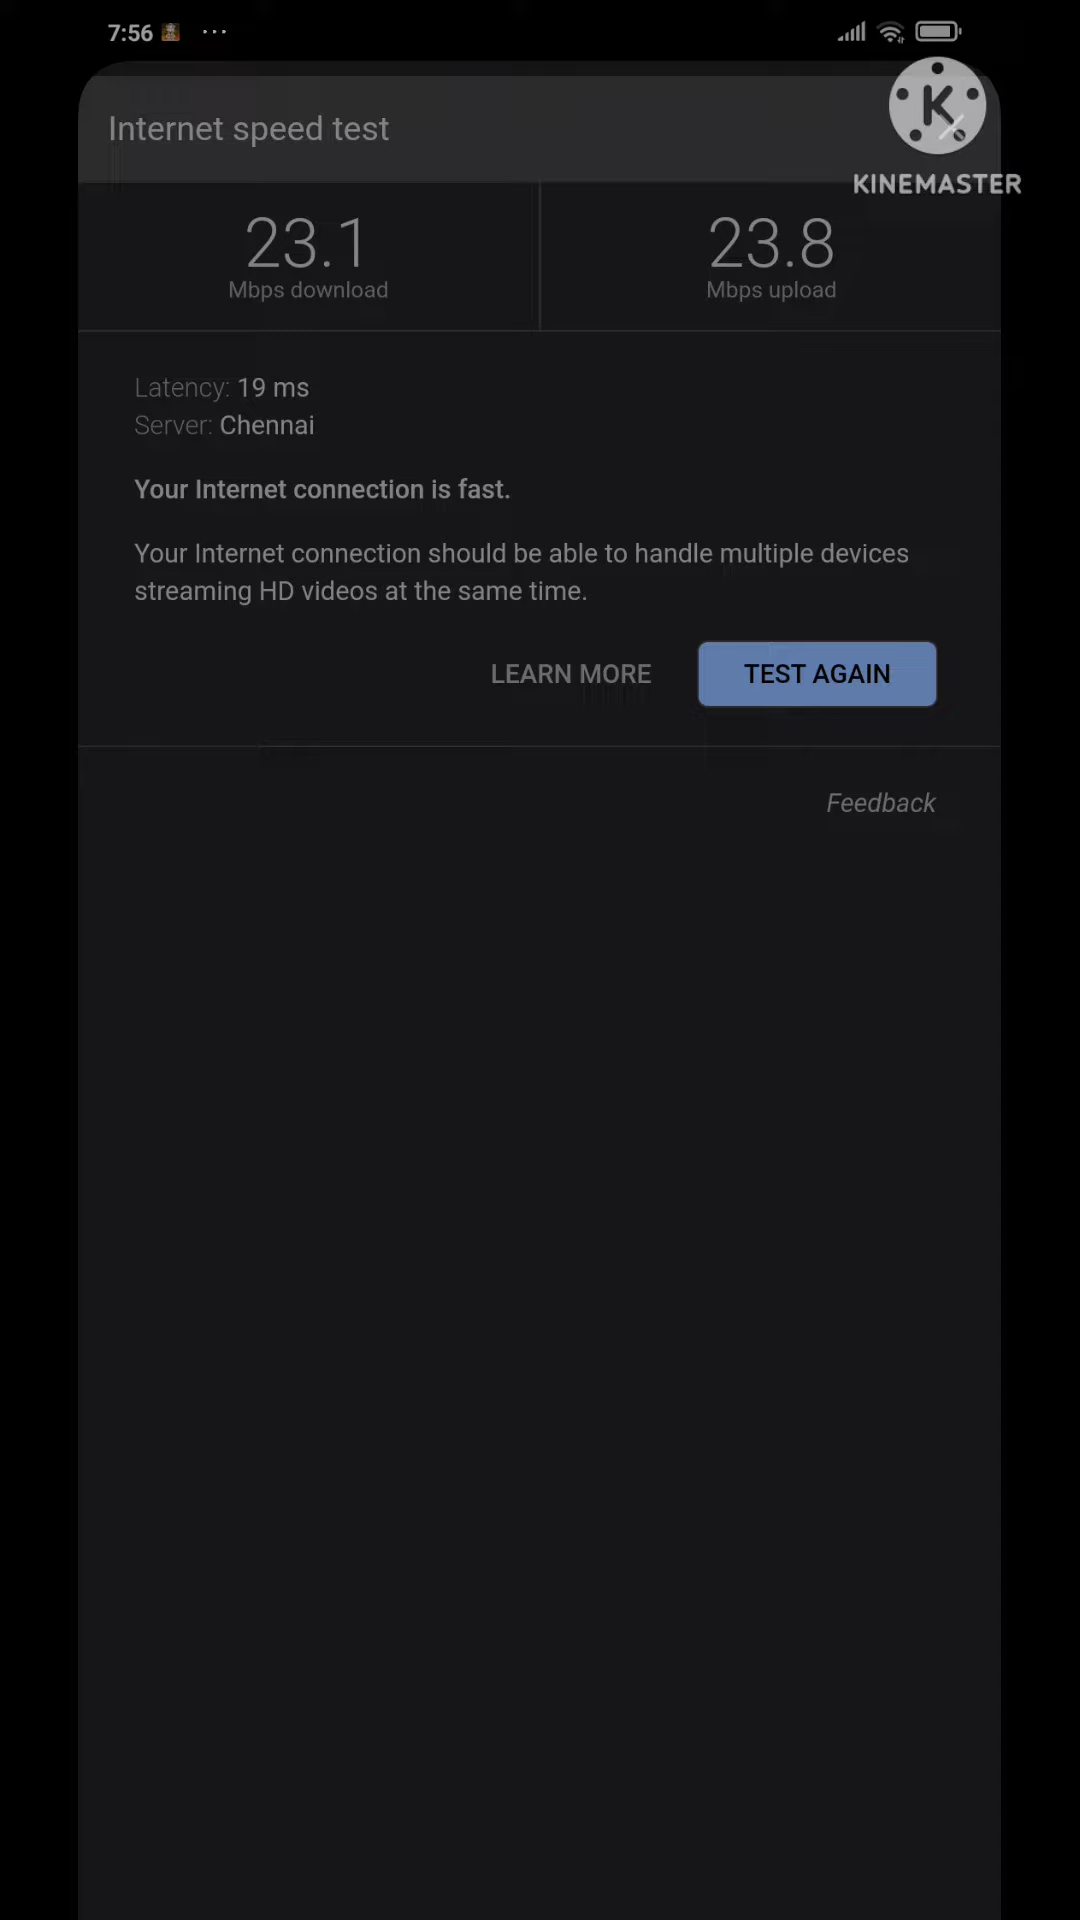 7:56
K
KINEMASTER
Internet speed test
23.1
Mbps download
23.8
Mbps upload
Latency: 19 ms
Server: Chennai
Your Internet connection is fast.
Your Internet connection should be able to handle multiple devices
streaming HD videos at the same time.
LEARN MORE
TEST AGAIN
Feedback